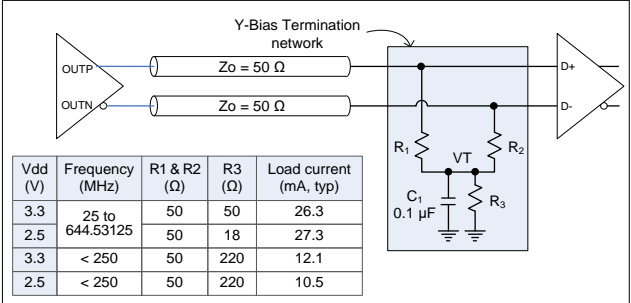 Y-Bias Termination
network
OUTP
Zo = 50 Ω
D+
OUTN
Zo = 50 Ω
D-
R1
VT
R2
C1
0.1 µF
R3
Vdd (V) Frequency (MHz) R1 & R2 (Ω) R3 (Ω) Load current (mA, typ)
3.3 25 to 644.53125 50 50 26.3
2.5 50 18 27.3
3.3 < 250 50 220 12.1
2.5 < 250 50 220 10.5